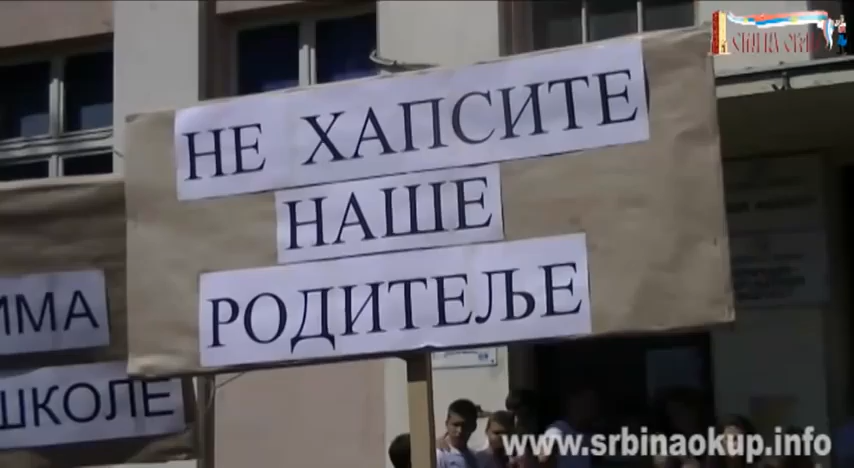 НЕ ХАПСИТЕ
НАШЕ
РОДИТЕЉЕ
ИМА
ШКОЛЕ
www.srbinaokup.info